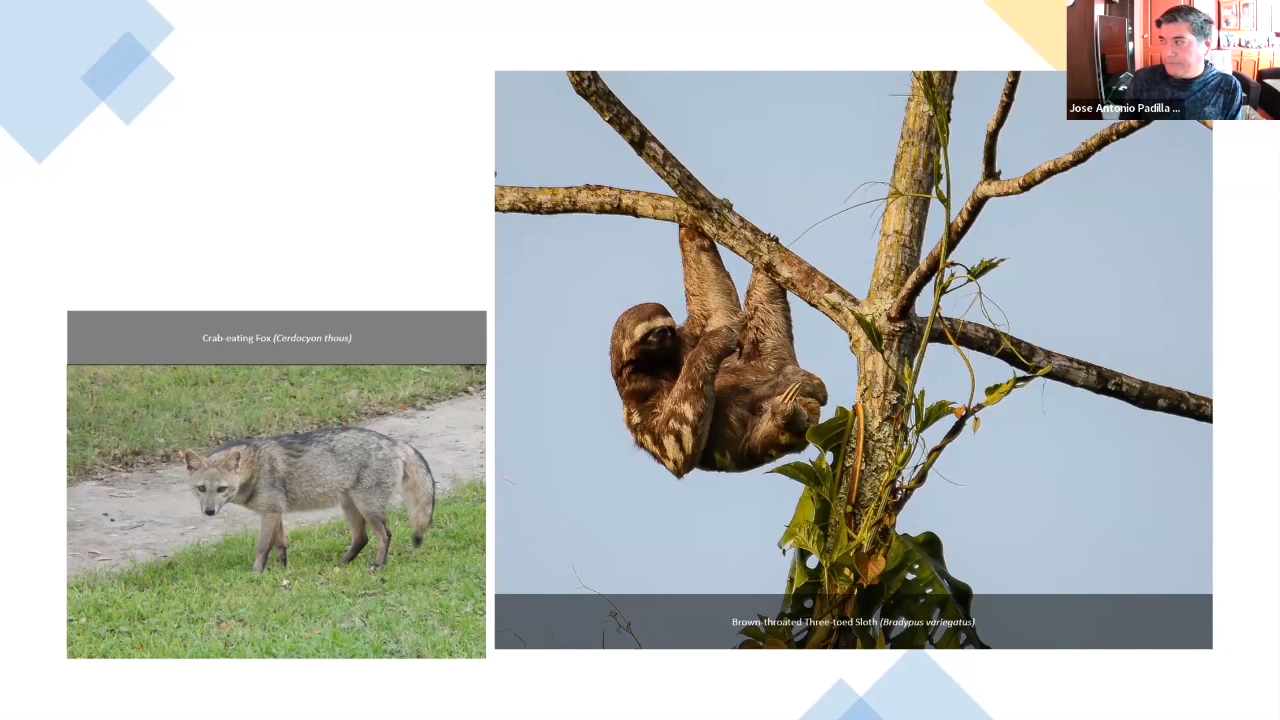 Jose Antonio Padilla ...
Crab-eating Fox (Cerdocyon thous)
Brown-throated Three-toed Sloth (Bradypus variegatus)